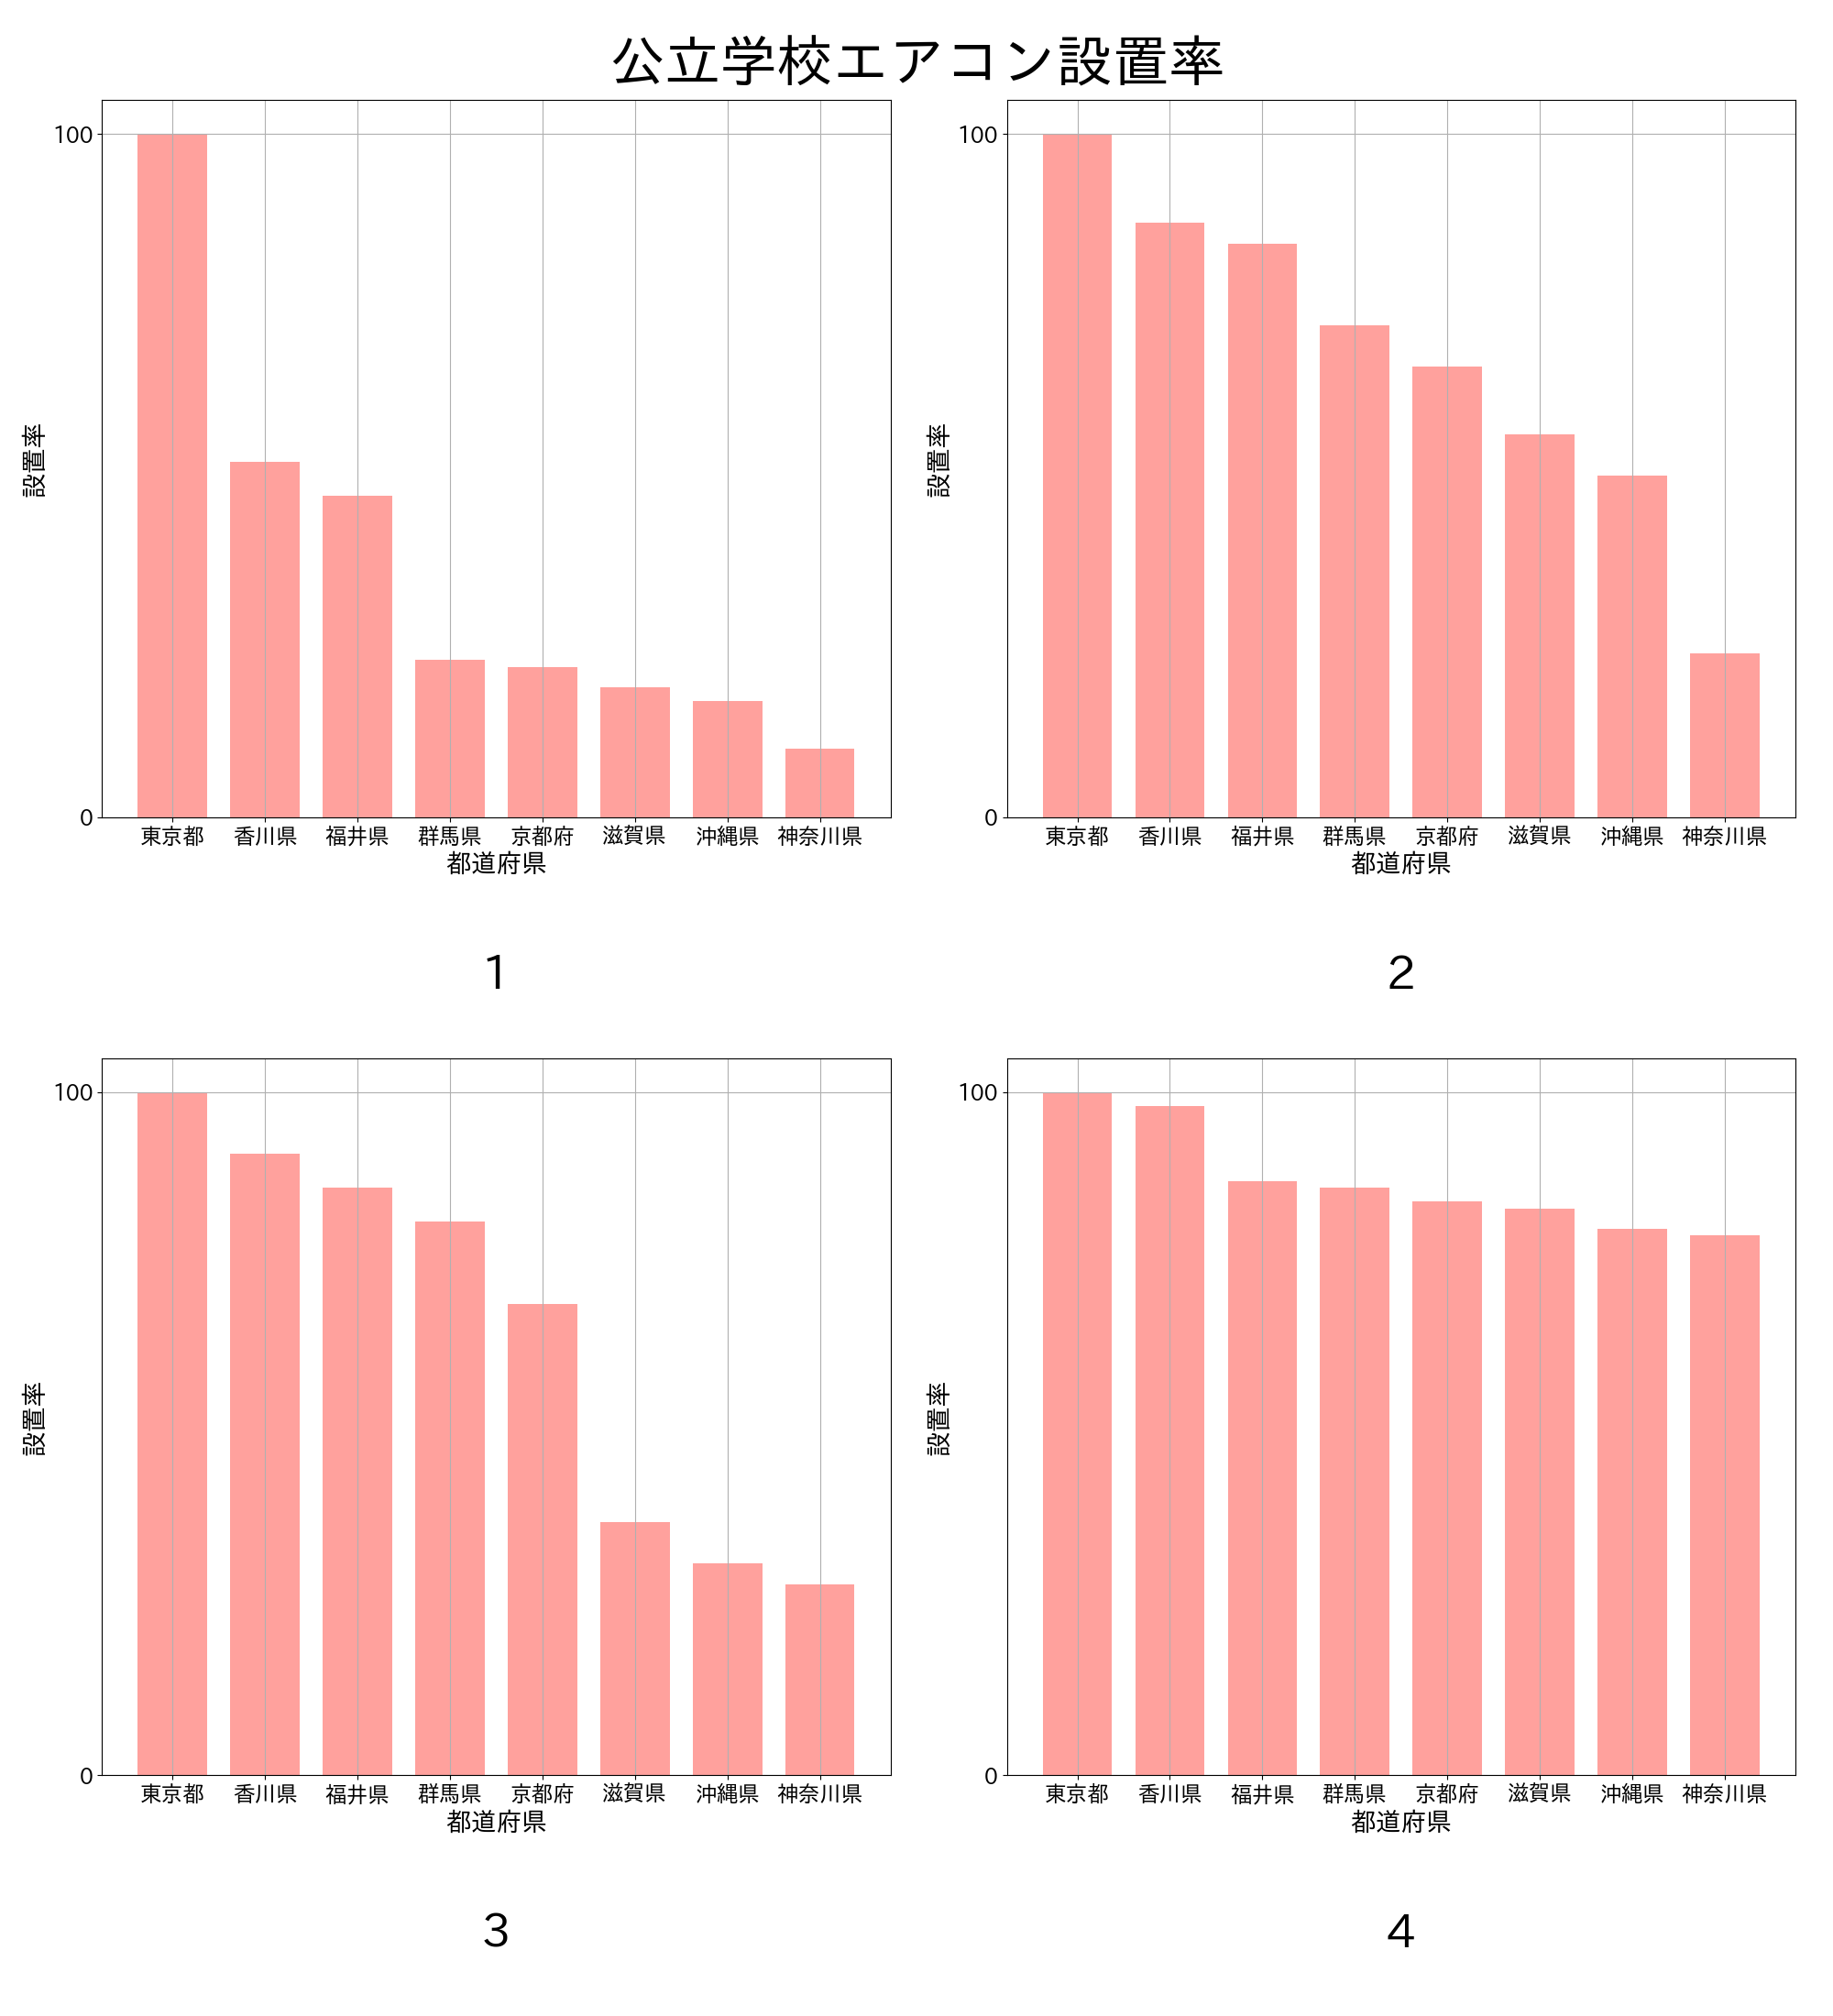 公立学校エアコン設置率
100
0
設置率
東京都 香川県 福井県 群馬県 京都府 滋賀県 沖縄県 神奈川県
都道府県
1
100
0
設置率
東京都 香川県 福井県 群馬県 京都府 滋賀県 沖縄県 神奈川県
都道府県
2
100
0
設置率
東京都 香川県 福井県 群馬県 京都府 滋賀県 沖縄県 神奈川県
都道府県
3
100
0
設置率
東京都 香川県 福井県 群馬県 京都府 滋賀県 沖縄県 神奈川県
都道府県
4